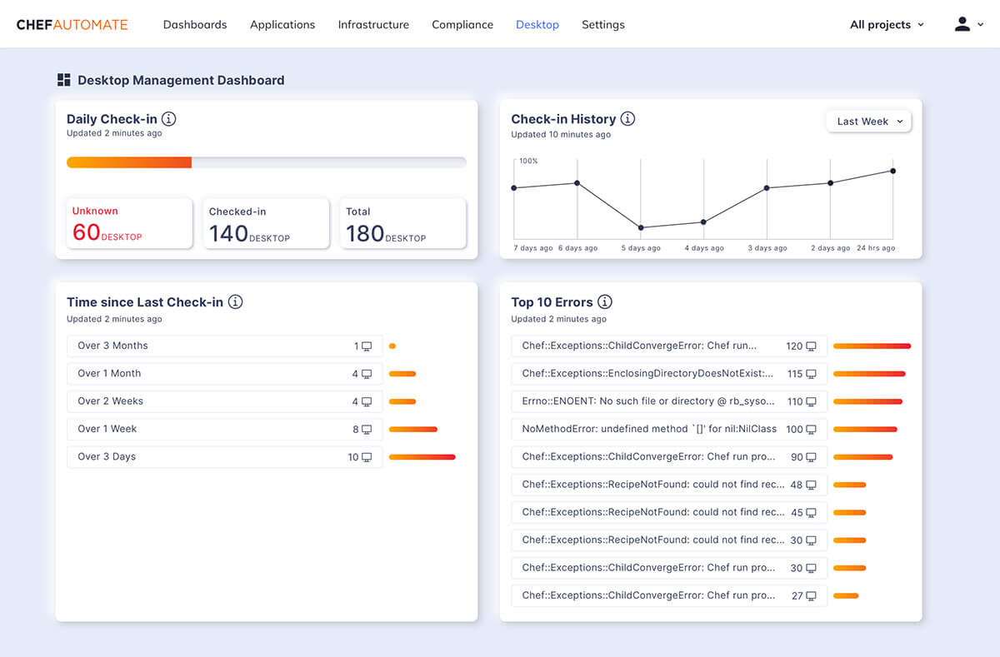 CHEFAUTOMATE Dashboards Applications Infrastructure Compliance Desktop Settings All projects
Desktop Management Dashboard
Daily Check-in
Updated 2 minutes ago
Unknown
60 DESKTOP
Checked-in
140 DESKTOP
Total
180 DESKTOP
Check-in History
Updated 10 minutes ago
Last Week
100%
7 days ago 6 days ago 5 days ago 4 days ago 3 days ago 2 days ago 24 hrs ago
Time since Last Check-in
Updated 2 minutes ago
Over 3 Months 1
Over 1 Month 4
Over 2 Weeks 4
Over 1 Week 8
Over 3 Days 10
Top 10 Errors
Updated 2 minutes ago
Chef::Exceptions::ChildConvergeError: Chef run... 120
Chef::Exceptions::EnclosingDirectoryDoesNotExist:... 115
Errno::ENOENT: No such file or directory @ rb_syso... 110
NoMethodError: undefined method `[]' for nil:NilClass 100
Chef::Exceptions::ChildConvergeError: Chef run pro... 90
Chef::Exceptions::RecipeNotFound: could not find rec... 48
Chef::Exceptions::RecipeNotFound: could not find rec... 45
Chef::Exceptions::RecipeNotFound: could not find rec... 30
Chef::Exceptions::ChildConvergeError: Chef run pro... 30
Chef::Exceptions::ChildConvergeError: Chef run pro... 27